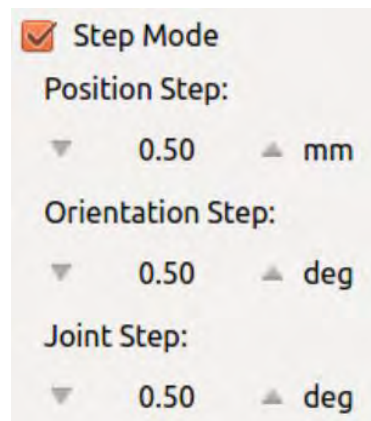 Step Mode
Position Step:
0.50 mm
Orientation Step:
0.50 deg
Joint Step:
0.50 deg